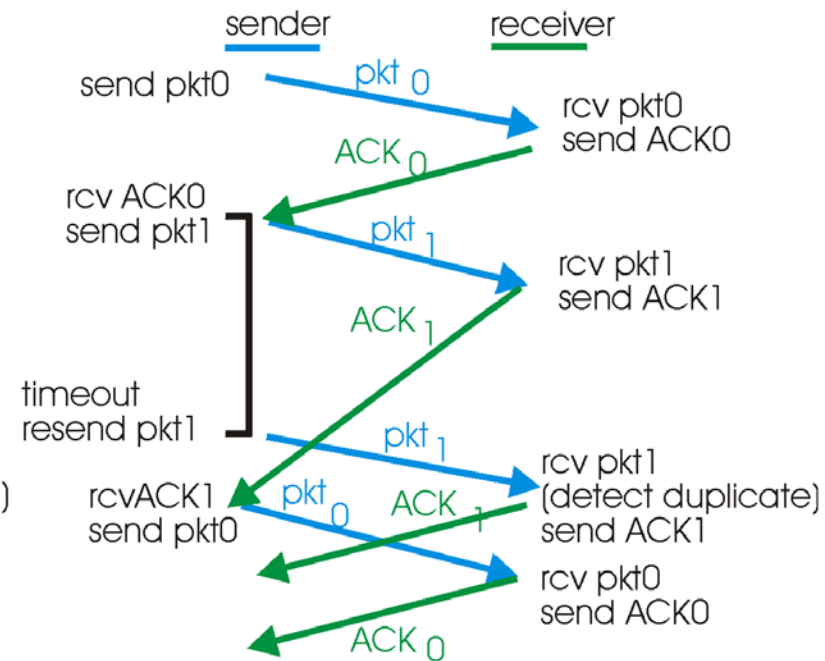 sender
receiver
send pkt0
pkt 0
rcv pkt0
send ACK0
ACK 0
rcv ACK0
send pkt1
pkt 1
rcv pkt1
send ACK1
ACK 1
timeout
resend pkt1
pkt 1
rcv pkt1
(detect duplicate)
send ACK1
)
rcvACK1
send pkt0
pkt 0
ACK 1
rcv pkt0
send ACK0
ACK 0